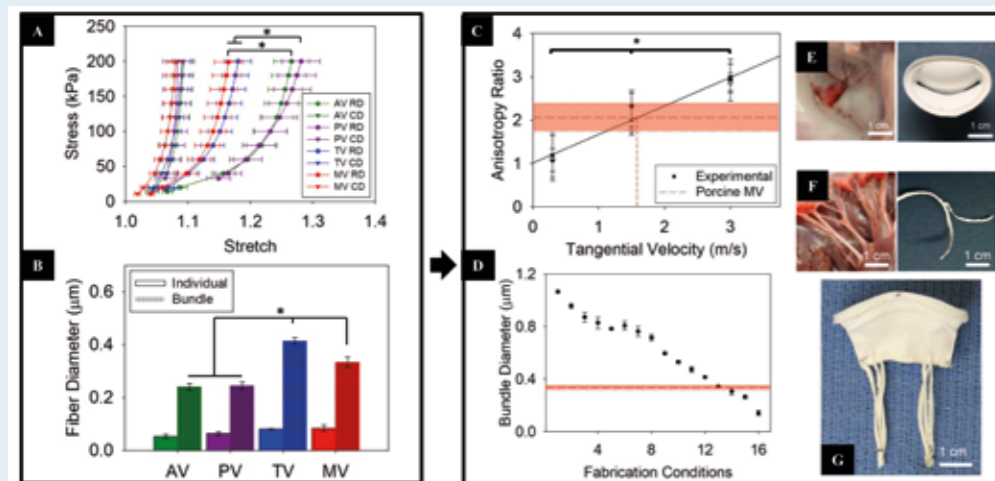 A
250
200
150
100
50
0
Stress (kPa)
1.0 1.1 1.2 1.3 1.4
Stretch
*
*
AV RD
AV CD
PV RD
PV CD
TV RD
TV CD
MV RD
MV CD
B
Individual
Bundle
*
0.6
0.4
0.2
0.0
Fiber Diameter (μm)
AV PV TV MV
C
*
4
3
2
1
0
Anisotropy Ratio
Experimental
Porcine MV
0 1 2 3
Tangential Velocity (m/s)
D
1.2
0.8
0.4
0.0
Bundle Diameter (μm)
4 8 12 16
Fabrication Conditions
E
1 cm
1 cm
F
1 cm
1 cm
G
1 cm